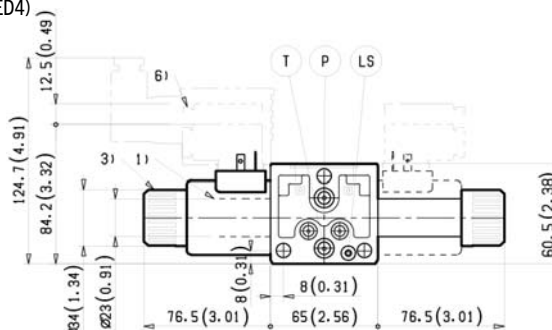 ED4)
12.5 (0.49)
124.7 (4.91)
84.2 (3.32)
6)
T
P
LS
3)
1)
60.5 (2.38)
34 (1.34)
Ø23 (0.91)
8 (0.31)
8 (0.31)
76.5 (3.01)
65 (2.56)
76.5 (3.01)